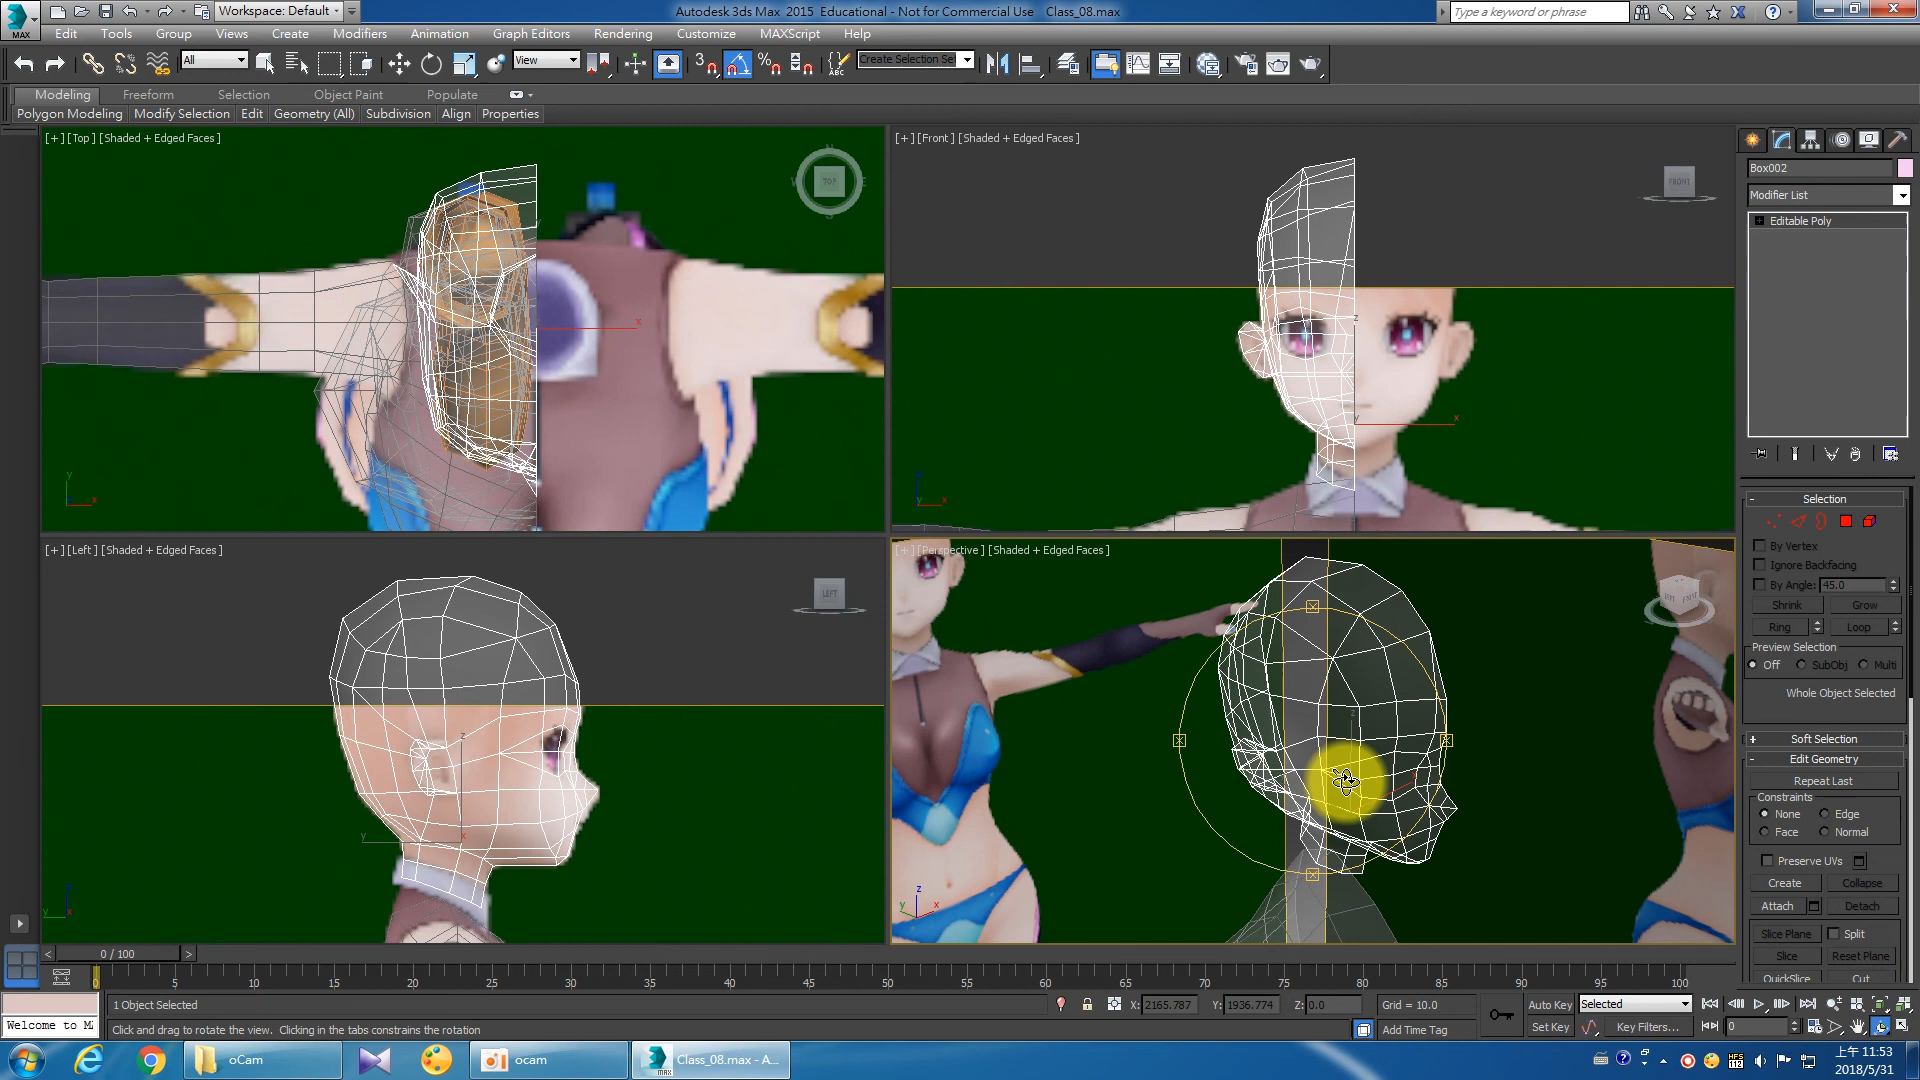 Workspace: Default
Autodesk 3ds Max 2015 Educational - Not for Commercial Use Class_08.max
Type a keyword or phrase
MAX
Edit Tools Group Views Create Modifiers Animation Graph Editors Rendering Customize MAXScript Help
All
View
3
Create Selection Se
Modeling Freeform Selection Object Paint Populate
Polygon Modeling Modify Selection Edit Geometry (All) Subdivision Align Properties
[+] [Top] [Shaded + Edged Faces]
TOP
[+] [Front] [Shaded + Edged Faces]
FRONT
[+] [Left] [Shaded + Edged Faces]
LEFT
[+] [Perspective] [Shaded + Edged Faces]
Box002
Modifier List
Editable Poly
Selection
By Vertex
Ignore Backfacing
By Angle: 45.0
Shrink Grow
Ring Loop
Preview Selection
Off SubObj Multi
Whole Object Selected
Soft Selection
Edit Geometry
Repeat Last
Constraints
None Edge
Face Normal
Preserve UVs
Create Collapse
Attach Detach
Slice Plane Split
Slice Reset Plane
QuickSlice Cut
0 / 100
0 5 10 15 20 25 30 35 40 45 50 55 60 65 70 75 80 85 90 95 100
1 Object Selected
X: 2165.787 Y: 1936.774 Z: 0.0 Grid = 10.0
Auto Key Selected
Welcome to M
Click and drag to rotate the view. Clicking in the tabs constrains the rotation
Add Time Tag
Set Key Key Filters... 0
oCam
ocam
Class_08.max - A...
上午 11:53
2018/5/31